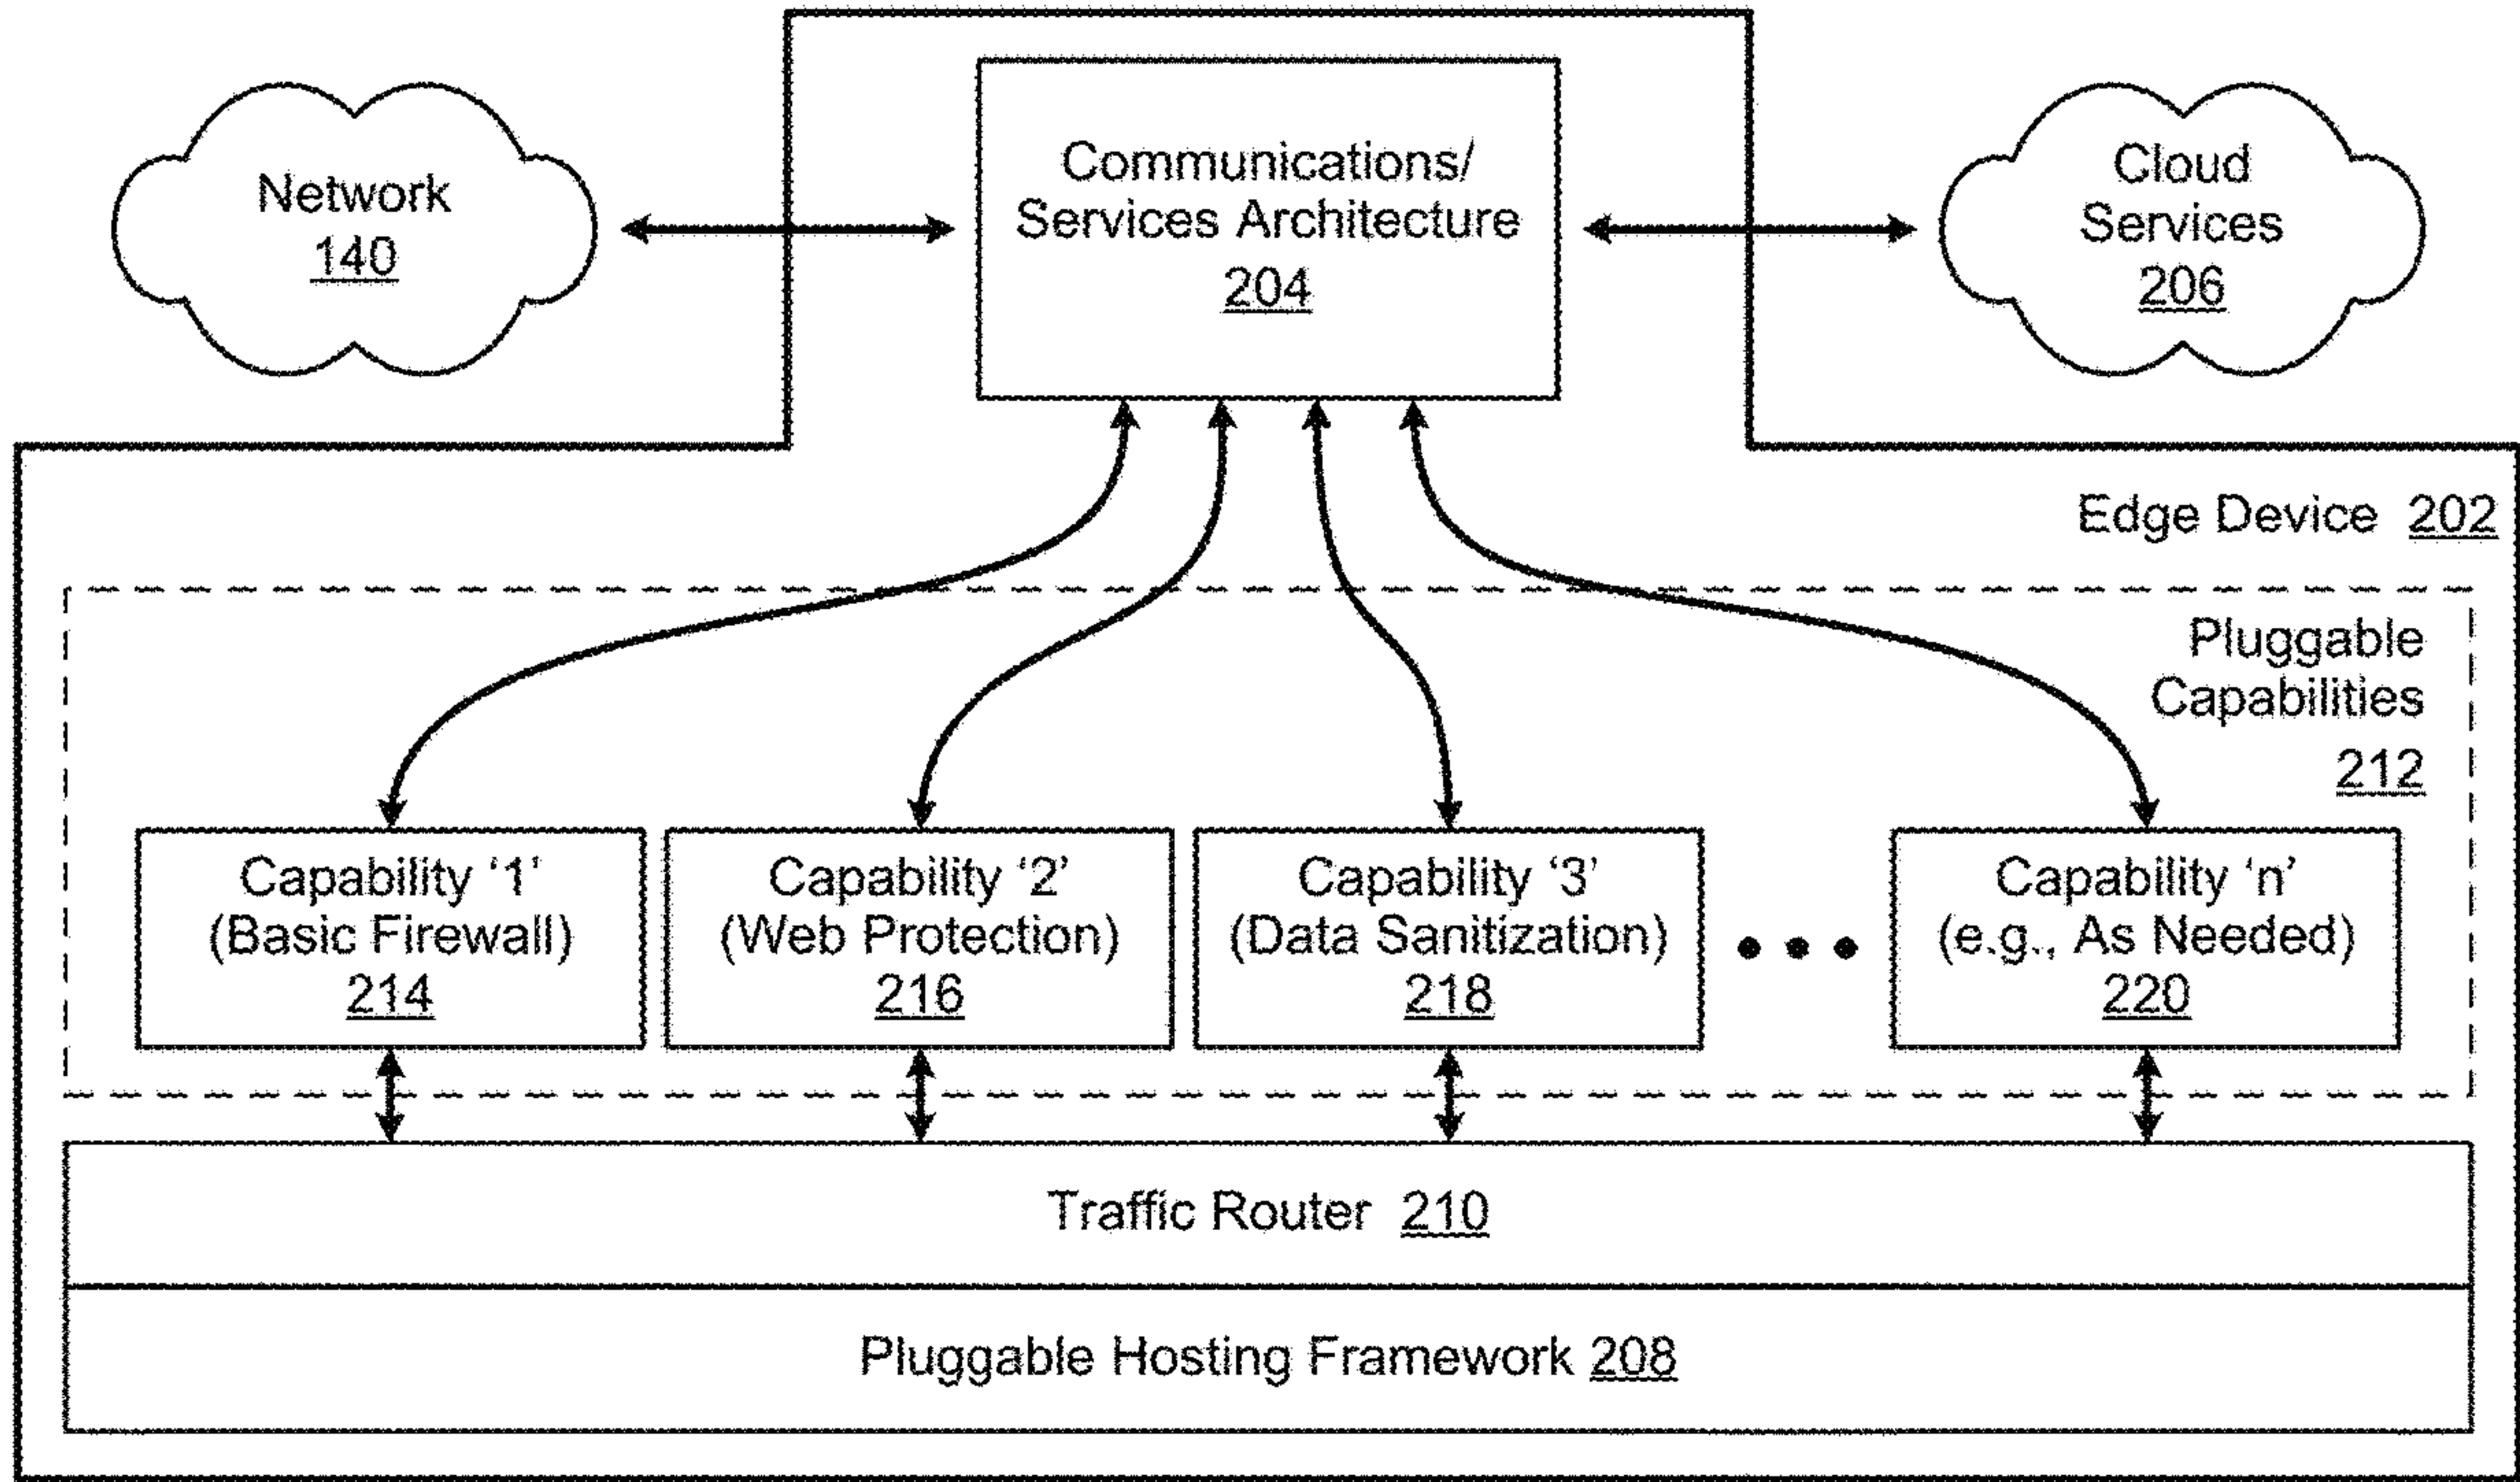 Network
140
Communications/
Services Architecture
204
Cloud
Services
206
Edge Device 202
Pluggable
Capabilities
212
Capability ‘1’
(Basic Firewall)
214
Capability ‘2’
(Web Protection)
216
Capability ‘3’
(Data Sanitization)
218
Capability ‘n’
(e.g., As Needed)
220
Traffic Router 210
Pluggable Hosting Framework 208